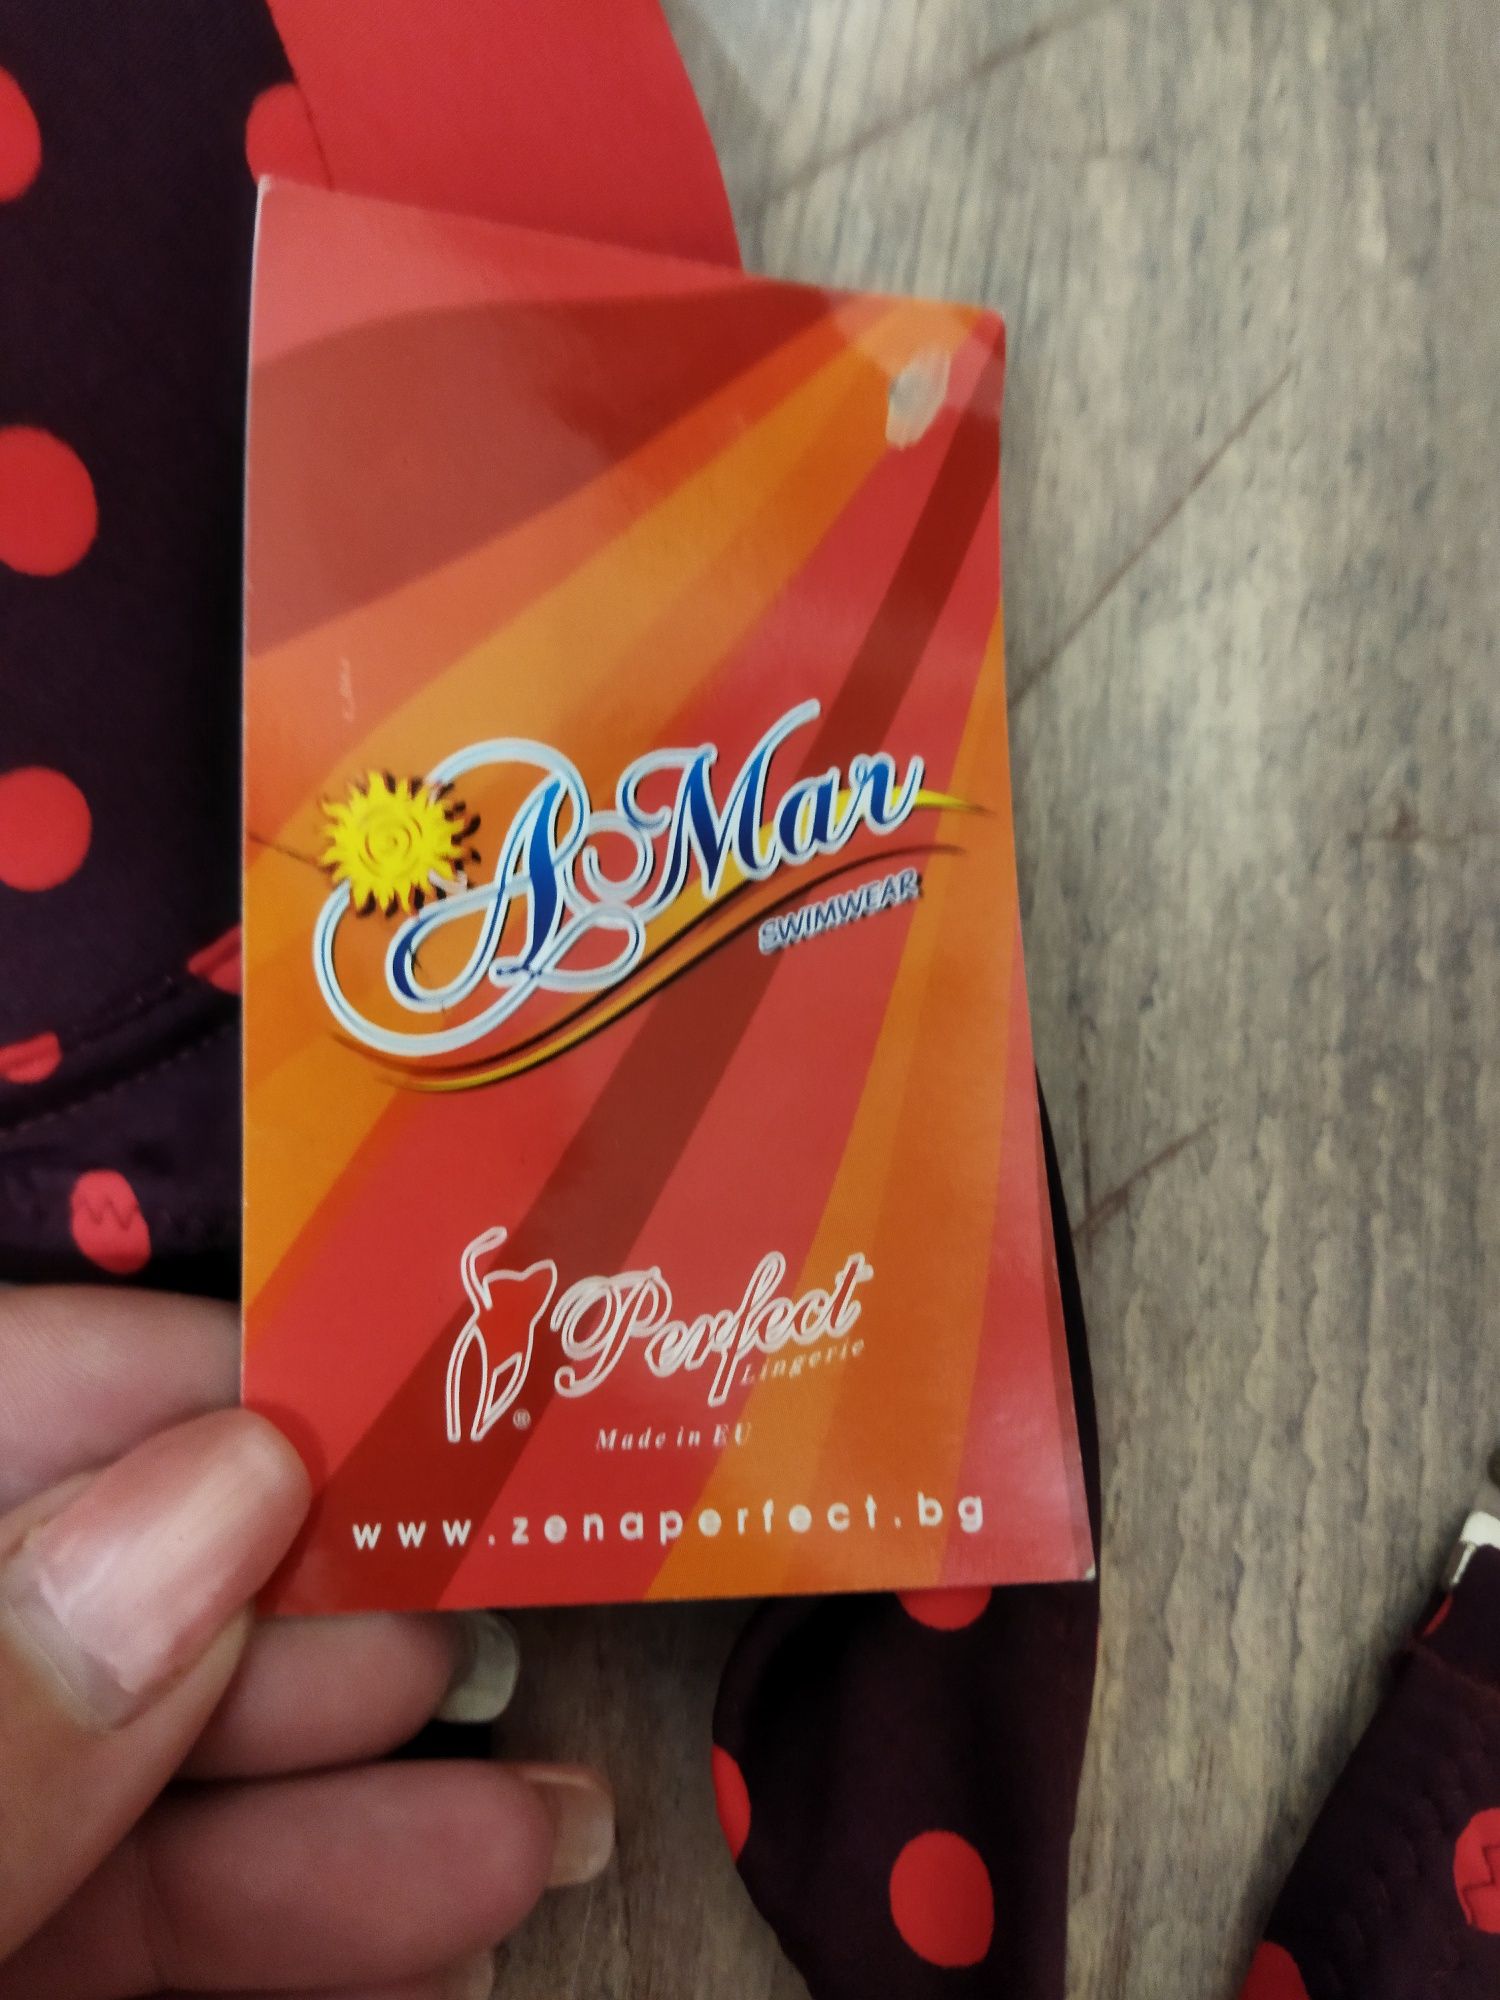 A Mar
SWIMWEAR
Perfect
Lingerie
®
Made in EU
www.zenaperfect.bg